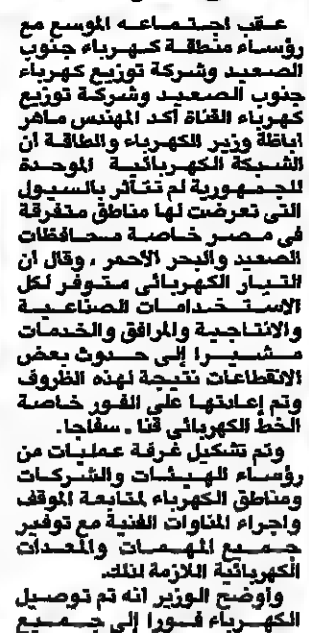 عقب اجتماعه الموسع مع
رؤساء منطقة كهرباء جنوب
الصعيد وشركة توزيع كهرباء
جنوب الصعيد وشركة توزيع
كهرباء القناة أكد المهندس ماهر
أباظة وزير الكهرباء والطاقة أن
الشبكة الكهربائية الموحدة
للجمهورية لم تتأثر بالسيول
التى تعرضت لها مناطق متفرقة
فى مصر خاصة محافظات
الصعيد والبحر الأحمر ، وقال أن
التيار الكهربائى متوفر لكل
الاستخدامات الصناعية
والانتاجية والمرافق والخدمات
مشيرا إلى حدوث بعض
الانقطاعات نتيجة لهذه الظروف
وتم إعادتها على الفور خاصة
الخط الكهربائى قنا ـ سفاجا.
وتم تشكيل غرفة عمليات من
رؤساء الهيئات والشركات
ومناطق الكهرباء لمتابعة الموقف
واجراء المناوات الفنية مع توفير
جميع المهمات والمعدات
الكهربائية اللازمة لذلك.
وأوضح الوزير انه تم توصيل
الكهرباء فورا إلى جميع